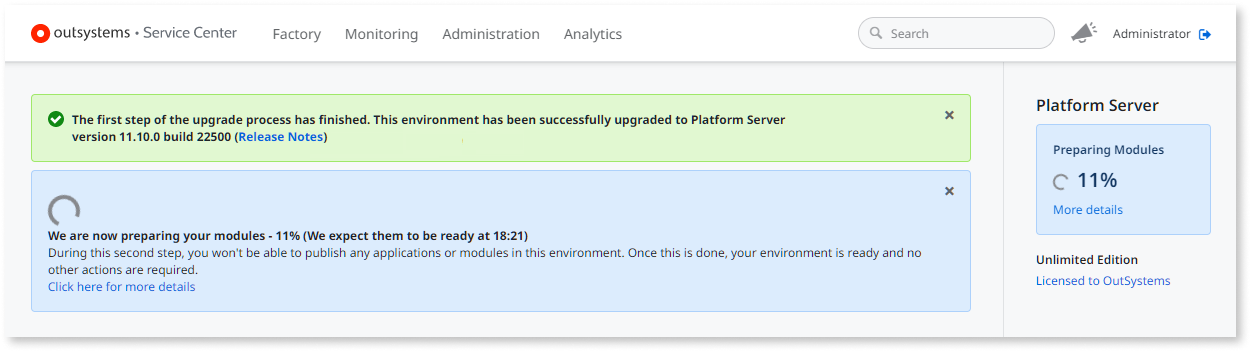 outsystems • Service Center
Factory
Monitoring
Administration
Analytics
Search
Administrator
The first step of the upgrade process has finished. This environment has been successfully upgraded to Platform Server
version 11.10.0 build 22500 (Release Notes)
We are now preparing your modules - 11% (We expect them to be ready at 18:21)
During this second step, you won't be able to publish any applications or modules in this environment. Once this is done, your environment is ready and no
other actions are required.
Click here for more details
Platform Server
Preparing Modules
11%
More details
Unlimited Edition
Licensed to OutSystems